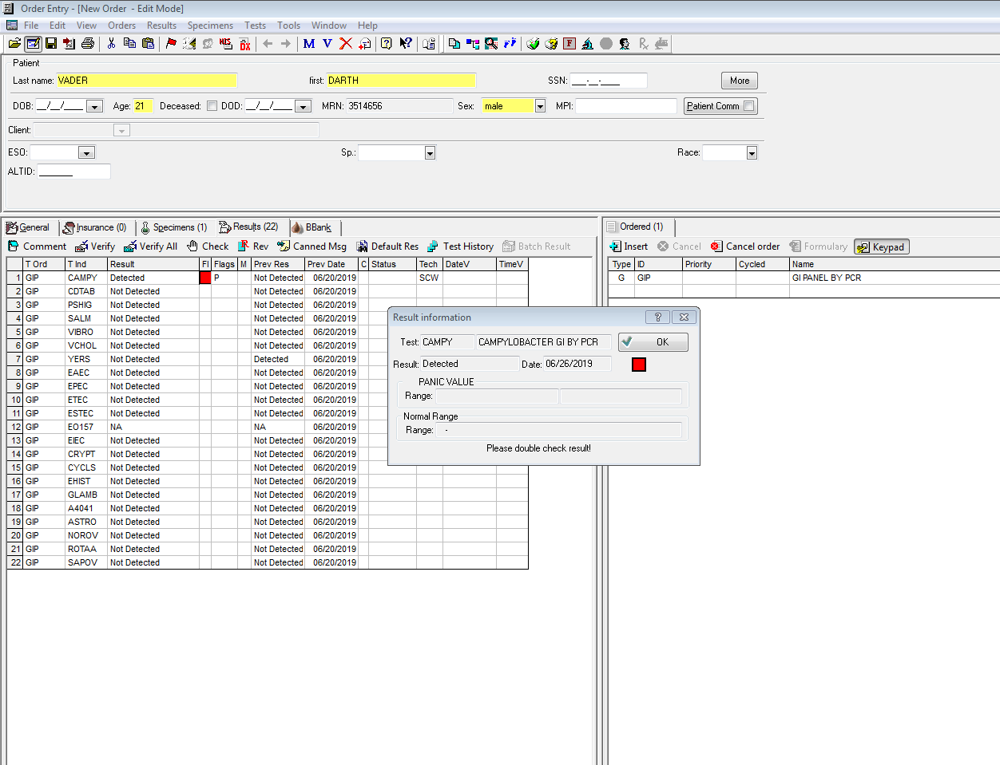 Order Entry - [New Order  - Edit Mode]
File Edit View Orders Results Specimens Tests Tools Window Help
HIS DX M V F Rx
Patient
Last name: VADER first: DARTH SSN: ___-__-____ More
DOB: __/__/____ Age: 21 Deceased: DOD: __/__/____ MRN: 3514656 Sex: male MPI: Patient Comm
Client:
ESO: Sp.: Race:
ALTID: _______
General Insurance (0) Specimens (1) Results (22) BBank Ordered (1)
Comment Verify Verify All Check Rev Canned Msg Default Res Test History Batch Result Insert Cancel Cancel order Formulary Keypad
T Ord T Ind Result Fl Flags M Prev Res Prev Date C Status Tech DateV TimeV Type ID Priority Cycled Name
1 GIP CAMPY Detected P Not Detected 06/20/2019 SCW G GIP GI PANEL BY PCR
2 GIP CDTAB Not Detected Not Detected 06/20/2019
3 GIP PSHIG Not Detected Not Detected 06/20/2019
4 GIP SALM Not Detected Not Detected 06/20/2019
5 GIP VIBRO Not Detected Not Detected 06/20/2019
6 GIP VCHOL Not Detected Not Detected 06/20/2019
7 GIP YERS Not Detected Detected 06/20/2019
8 GIP EAEC Not Detected Not Detected 06/20/2019
9 GIP EPEC Not Detected Not Detected 06/20/2019
10 GIP ETEC Not Detected Not Detected 06/20/2019
11 GIP ESTEC Not Detected Not Detected 06/20/2019
12 GIP EO157 NA NA 06/20/2019
13 GIP EIEC Not Detected Not Detected 06/20/2019
14 GIP CRYPT Not Detected Not Detected 06/20/2019
15 GIP CYCLS Not Detected Not Detected 06/20/2019
16 GIP EHIST Not Detected Not Detected 06/20/2019
17 GIP GLAMB Not Detected Not Detected 06/20/2019
18 GIP A4041 Not Detected Not Detected 06/20/2019
19 GIP ASTRO Not Detected Not Detected 06/20/2019
20 GIP NOROV Not Detected Not Detected 06/20/2019
21 GIP ROTAA Not Detected Not Detected 06/20/2019
22 GIP SAPOV Not Detected Not Detected 06/20/2019
Result information
Test: CAMPY CAMPYLOBACTER GI BY PCR OK
Result: Detected Date: 06/26/2019
PANIC VALUE
Range:
Normal Range
Range: -
Please double check result!